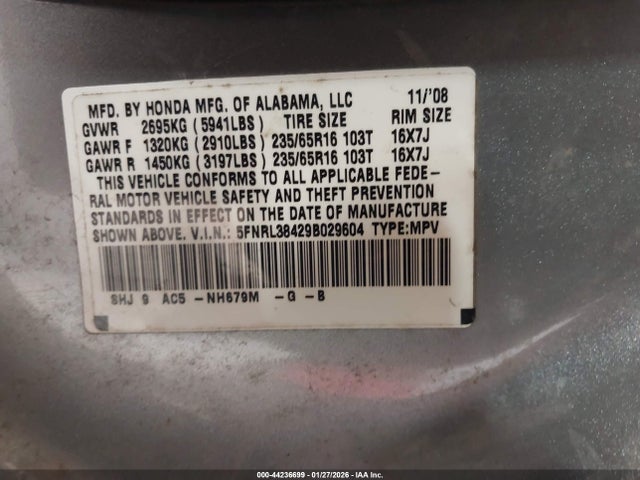 MFD. BY HONDA MFG. OF ALABAMA, LLC 11/'08
GVWR 2695KG (5941LBS) TIRE SIZE RIM SIZE
GAWR F 1320KG (2910LBS) 235/65R16 103T 16X7J
GAWR R 1450KG (3197LBS) 235/65R16 103T 16X7J
THIS VEHICLE CONFORMS TO ALL APPLICABLE FEDE-
RAL MOTOR VEHICLE SAFETY AND THEFT PREVENTION
STANDARDS IN EFFECT ON THE DATE OF MANUFACTURE
SHOWN ABOVE. V.I.N.: 5FNRL38429B029604 TYPE:MPV
SHJ 9 AC5 -NH679M -G -B
000-44236699 | 01/27/2026 | IAA Inc.